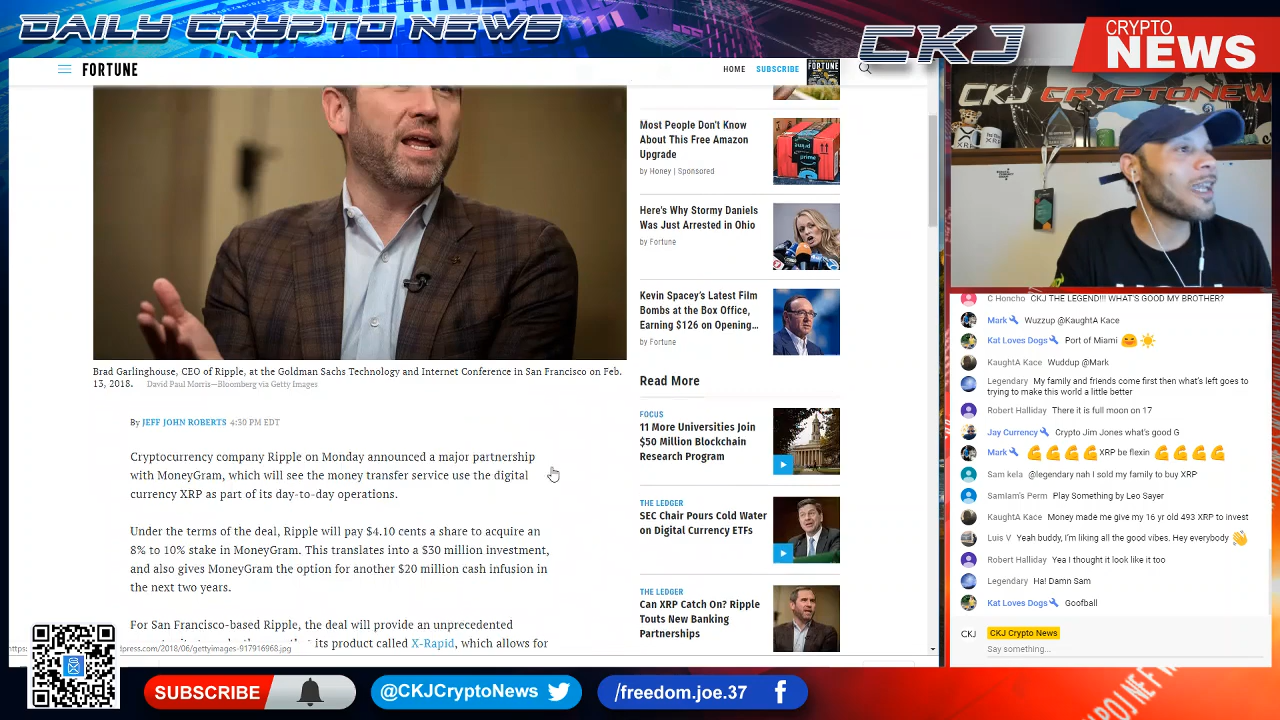 DAILY CRYPTO NEWS
CKJ
CRYPTO
NEWS
FORTUNE
HOME
SUBSCRIBE
FORTUNE
Most People Don't Know
About This Free Amazon
Upgrade
by Honey | Sponsored
prime
Here's Why Stormy Daniels
Was Just Arrested in Ohio
by Fortune
Kevin Spacey's Latest Film
Bombs at the Box Office,
Earning $126 on Opening...
by Fortune
Read More
FOCUS
11 More Universities Join
$50 Million Blockchain
Research Program
THE LEDGER
SEC Chair Pours Cold Water
on Digital Currency ETFs
THE LEDGER
Can XRP Catch On? Ripple
Touts New Banking
Partnerships
Brad Garlinghouse, CEO of Ripple, at the Goldman Sachs Technology and Internet Conference in San Francisco on Feb.
13, 2018. David Paul Morris—Bloomberg via Getty Images
By JEFF JOHN ROBERTS 4:30 PM EDT
Cryptocurrency company Ripple on Monday announced a major partnership
with MoneyGram, which will see the money transfer service use the digital
currency XRP as part of its day-to-day operations.
Under the terms of the deal, Ripple will pay $4.10 cents a share to acquire an
8% to 10% stake in MoneyGram. This translates into a $30 million investment,
and also gives MoneyGram the option for another $20 million cash infusion in
the next two years.
For San Francisco-based Ripple, the deal will provide an unprecedented
its product called X-Rapid, which allows for
press.com/2018/06/gettyimages-917916968.jpg
CKJ CRYPTONEW
XRP
C Honcho CKJ THE LEGEND!!! WHAT'S GOOD MY BROTHER?
Mark Wuzzup @KaughtA Kace
Kat Loves Dogs Port of Miami
KaughtA Kace Wuddup @Mark
Legendary My family and friends come first then what's left goes to
trying to make this world a little better
Robert Halliday There it is full moon on 17
Jay Currency Crypto Jim Jones what's good G
Mark XRP be flexin
Sam kela @legendary nah I sold my family to buy XRP
SamIam's Perm Play Something by Leo Sayer
KaughtA Kace Money made me give my 16 yr old 493 XRP to invest
Luis V Yeah buddy, I'm liking all the good vibes. Hey everybody
Robert Halliday Yea I thought it look like it too
Legendary Ha! Damn Sam
Kat Loves Dogs Goofball
CKJ CKJ Crypto News
Say something...
SUBSCRIBE
@CKJCryptoNews
/freedom.joe.37